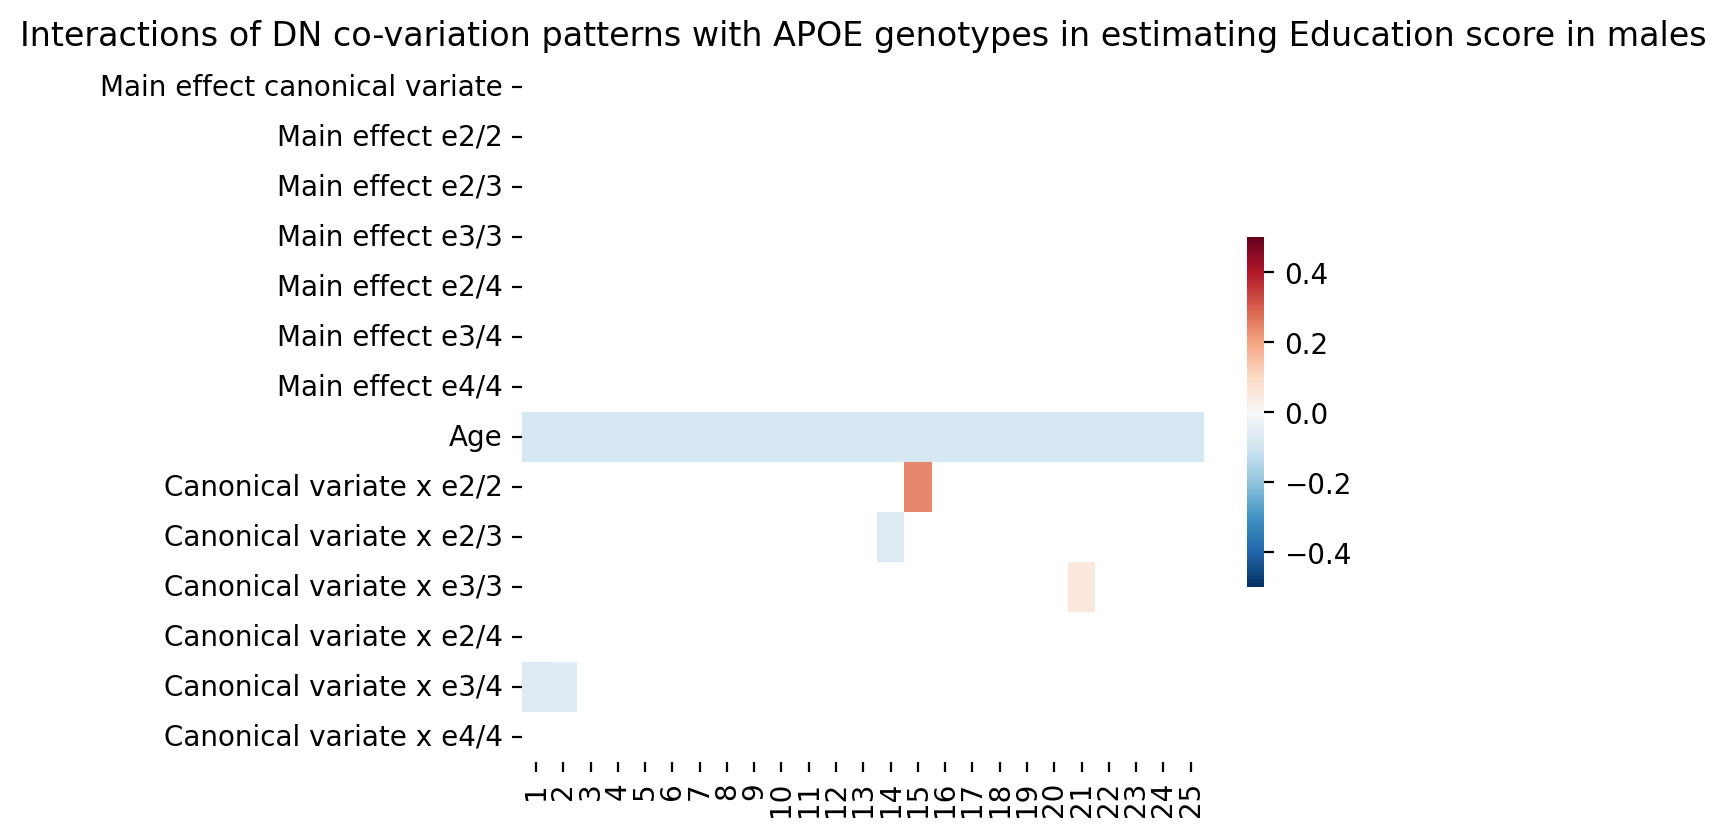 Interactions of DN co-variation patterns with APOE genotypes in estimating Education score in males
Main effect canonical variate
Main effect e2/2
Main effect e2/3
Main effect e3/3
Main effect e2/4
Main effect e3/4
Main effect e4/4
Age
Canonical variate x e2/2
Canonical variate x e2/3
Canonical variate x e3/3
Canonical variate x e2/4
Canonical variate x e3/4
Canonical variate x e4/4
1 2 3 4 5 6 7 8 9 10 11 12 13 14 15 16 17 18 19 20 21 22 23 24 25
0.4
0.2
0.0
−0.2
−0.4